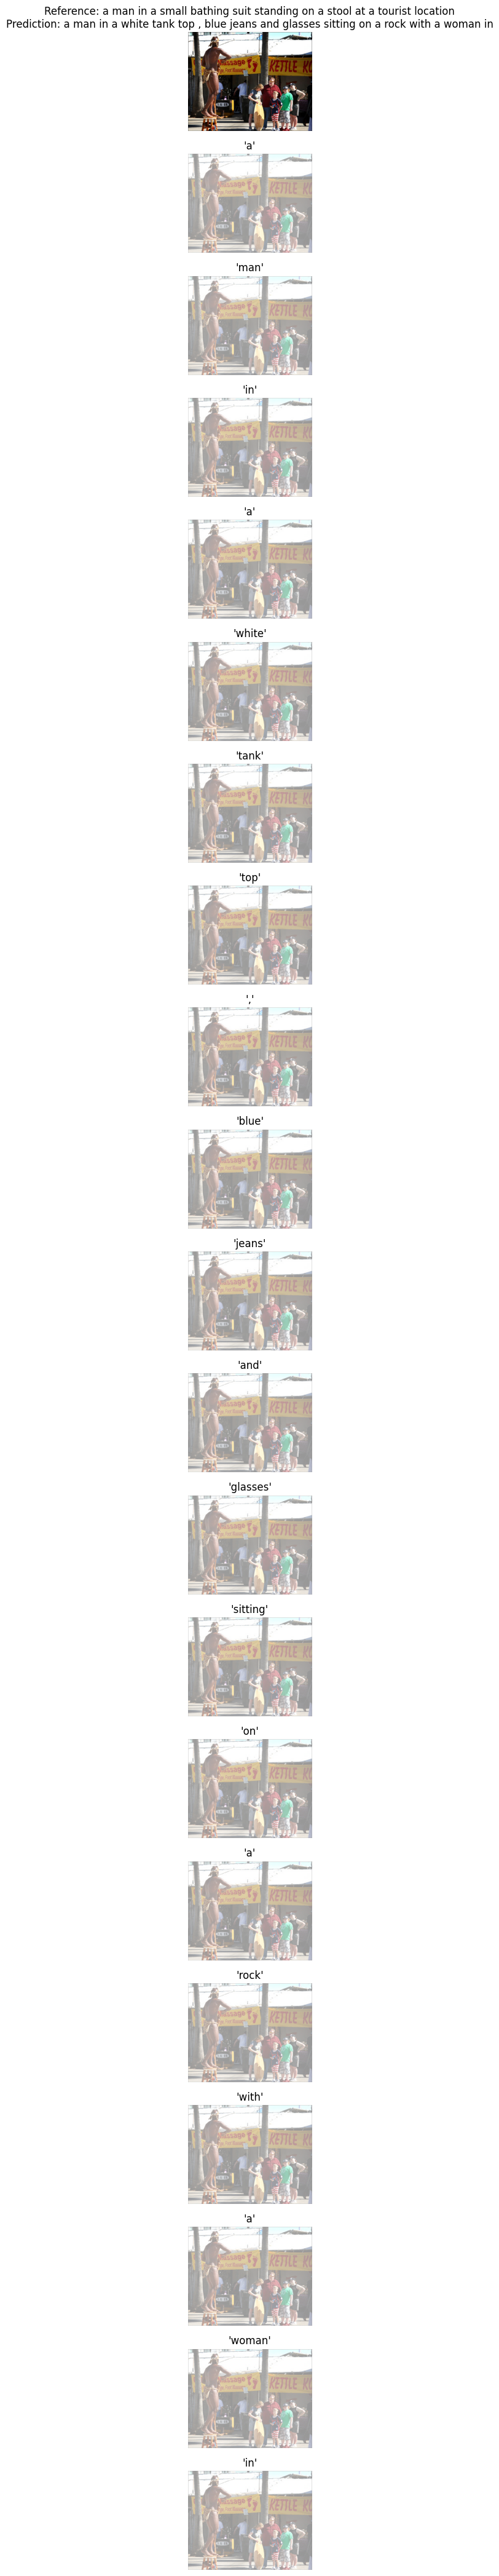 Reference: a man in a small bathing suit standing on a stool at a tourist location
Prediction: a man in a white tank top , blue jeans and glasses sitting on a rock with a woman in
Massage
KETTLE KO
'a'
'man'
'in'
'a'
'white'
'tank'
'top'
','
'blue'
'jeans'
'and'
'glasses'
'sitting'
'on'
'a'
'rock'
'with'
'a'
'woman'
'in'